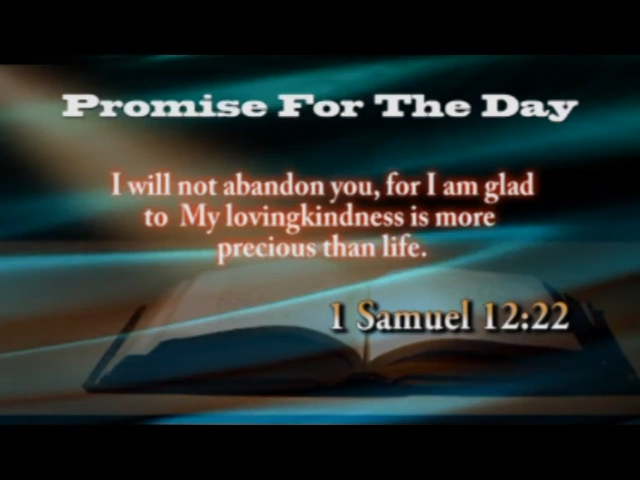 Promise For The Day
I will not abandon you, for I am glad
to My lovingkindness is more
precious than life.
1 Samuel 12:22